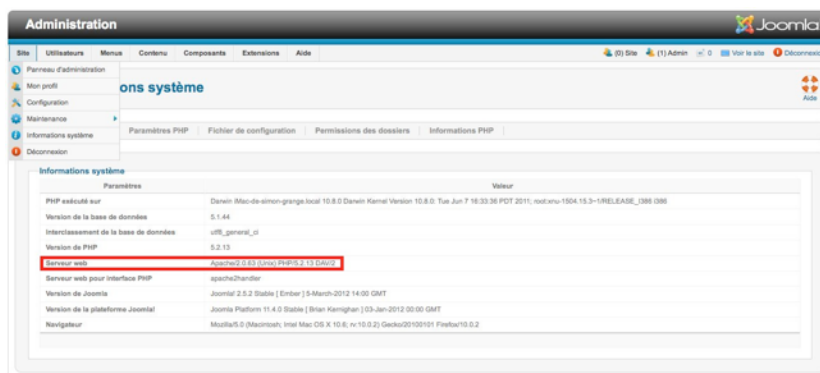 Administration
Joomla
Site Utilisateurs Menus Contenu Composants Extensions Aide
(0) Site (1) Admin 0 Voir le site Déconnexio
Panneau d'administration
Mon profil
Configuration
Maintenance
Informations système
Déconnexion
ons système
Aide
Paramètres PHP Fichier de configuration Permissions des dossiers Informations PHP
Informations système
Paramètres Valeur
PHP exécuté sur Darwin iMac-de-simon-grange.local 10.8.0 Darwin Kernel Version 10.8.0: Tue Jun 7 16:33:36 PDT 2011; root:xnu-1504.15.3~1/RELEASE_I386 i386
Version de la base de données 5.1.44
Interclassement de la base de données utf8_general_ci
Version de PHP 5.2.13
Serveur web Apache/2.0.63 (Unix) PHP/5.2.13 DAV/2
Serveur web pour interface PHP apache2handler
Version de Joomla Joomla! 2.5.2 Stable [ Ember ] 5-March-2012 14:00 GMT
Version de la plateforme Joomla! Joomla Platform 11.4.0 Stable [ Brian Kernighan ] 03-Jan-2012 00:00 GMT
Navigateur Mozilla/5.0 (Macintosh; Intel Mac OS X 10.6; rv:10.0.2) Gecko/20100101 Firefox/10.0.2